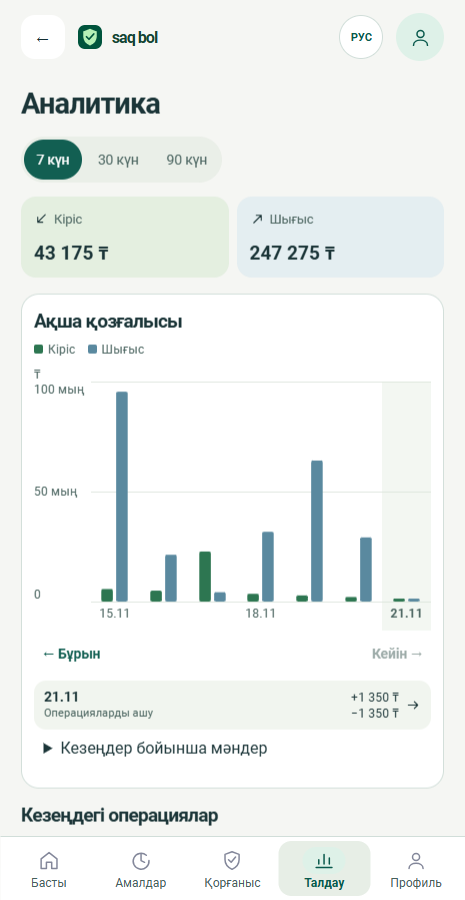 ←
saq bol
РУС
Аналитика
7 күн
30 күн
90 күн
↙ Кіріс
43 175 ₸
↗ Шығыс
247 275 ₸
Ақша қозғалысы
Кіріс
Шығыс
₸
100 мың
50 мың
0
15.11
18.11
21.11
← Бұрын
Кейін →
21.11
Операцияларды ашу
+1 350 ₸
−1 350 ₸
→
▶ Кезеңдер бойынша мәндер
Кезеңдегі операциялар
Басты
Амалдар
Қорғаныс
Талдау
Профиль